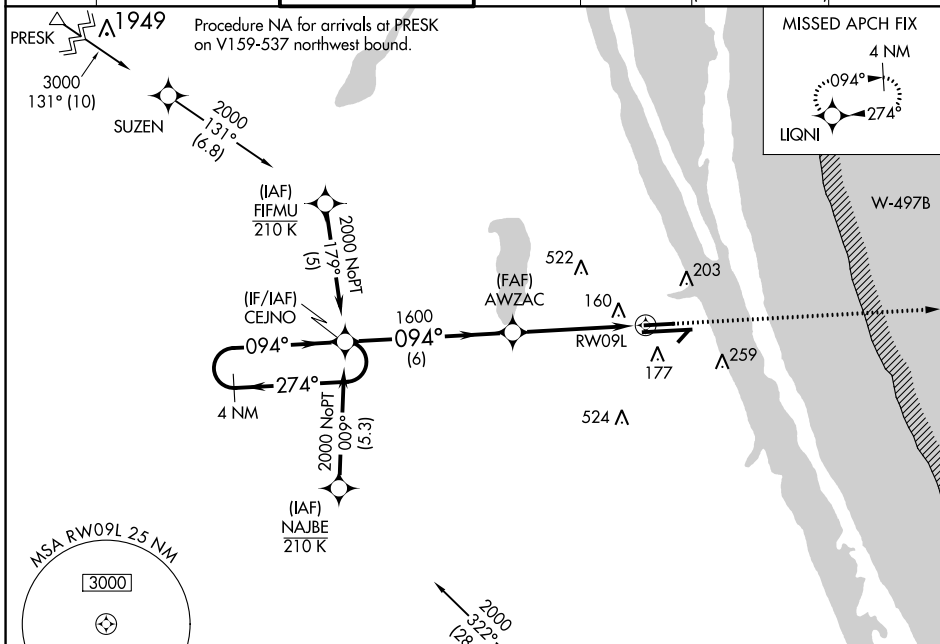 PRESK
1949
3000
131° (10)
Procedure NA for arrivals at PRESK
on V159-537 northwest bound.
MISSED APCH FIX
4 NM
094°
274°
LIQNI
SUZEN
2000
131°
(6.8)
W-497B
(IAF)
FIFMU
210 K
2000 NoPT
179°
(5)
522
203
(IF/IAF)
CEJNO
(FAF)
AWZAC
160
1600
094°
(6)
RW09L
094°
274°
4 NM
177
259
524
2000 NoPT
009°
(5.3)
(IAF)
NAJBE
210 K
MSA RW09L 25 NM
3000
2000
322°